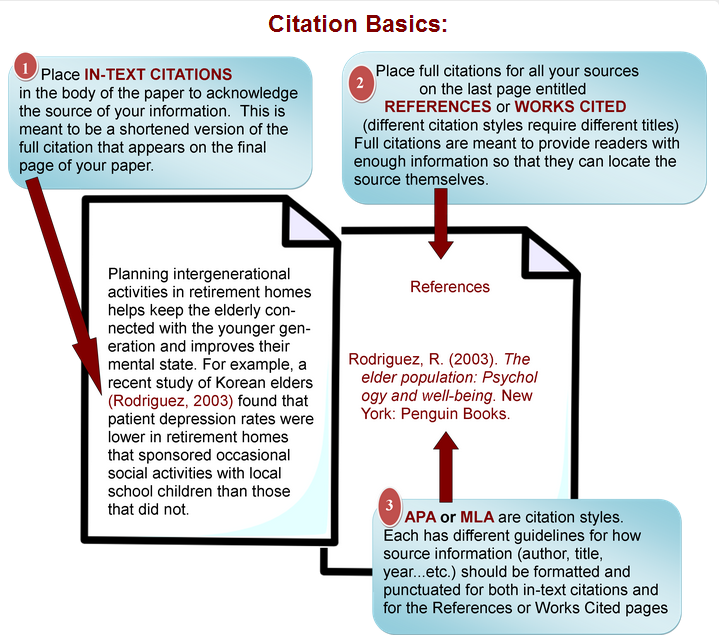 Citation Basics:
1
Place IN-TEXT CITATIONS
in the body of the paper to acknowledge
the source of your information. This is
meant to be a shortened version of the
full citation that appears on the final
page of your paper.
2
Place full citations for all your sources
on the last page entitled
REFERENCES or WORKS CITED
(different citation styles require different titles)
Full citations are meant to provide readers with
enough information so that they can locate the
source themselves.
Planning intergenerational
activities in retirement homes
helps keep the elderly con-
nected with the younger gen-
eration and improves their
mental state. For example, a
recent study of Korean elders
(Rodriguez, 2003) found that
patient depression rates were
lower in retirement homes
that sponsored occasional
social activities with local
school children than those
that did not.
References
Rodriguez, R. (2003). The
elder population: Psychol
ogy and well-being. New
York: Penguin Books.
3
APA or MLA are citation styles.
Each has different guidelines for how
source information (author, title,
year...etc.) should be formatted and
punctuated for both in-text citations and
for the References or Works Cited pages